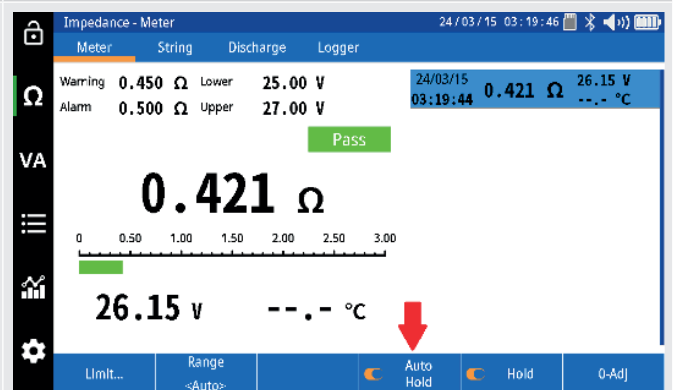 Impedance - Meter 24/03/15 03:19:46
Meter String Discharge Logger
Warning 0.450 Ω Lower 25.00 V
Alarm 0.500 Ω Upper 27.00 V
24/03/15
03:19:44
0.421 Ω
26.15 V
--.- °C
Ω
Pass
VA
0.421 Ω
0 0.50 1.00 1.50 2.00 2.50 3.00
26.15 V --.- °C
Limit...
Range
<Auto>
Auto
Hold
Hold
0-Adj